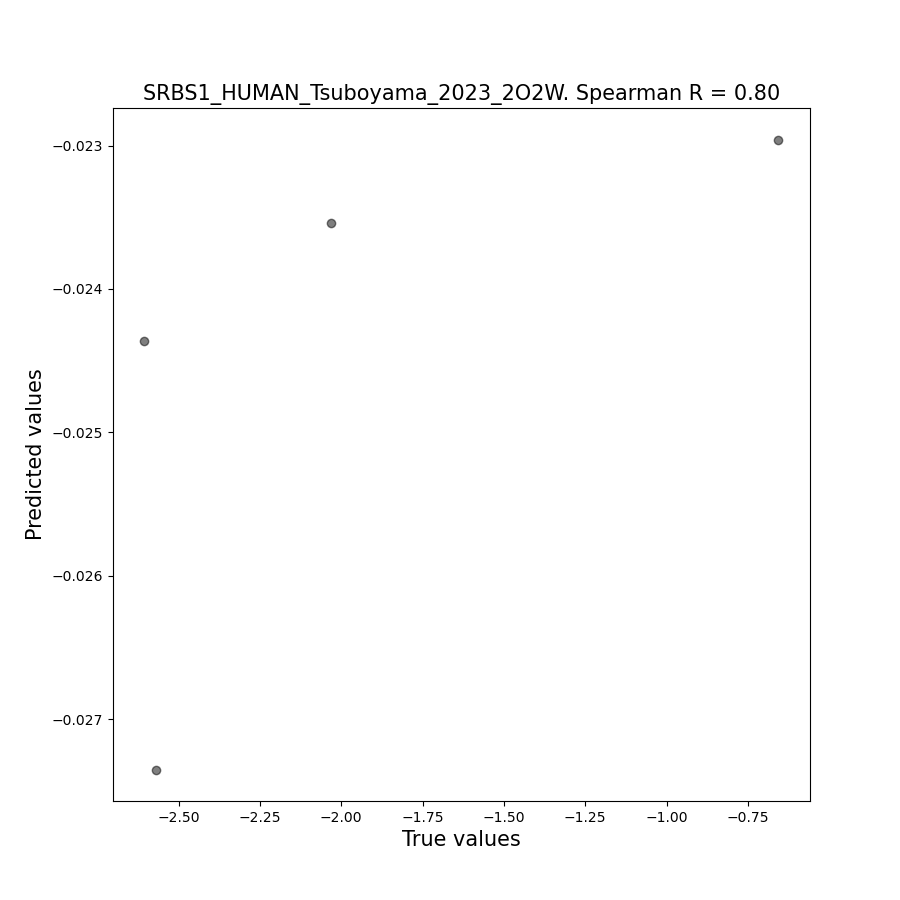 SRBS1_HUMAN_Tsuboyama_2023_2O2W. Spearman R = 0.80
−0.023
−0.024
−0.025
−0.026
−0.027
Predicted values
−2.50 −2.25 −2.00 −1.75 −1.50 −1.25 −1.00 −0.75
True values